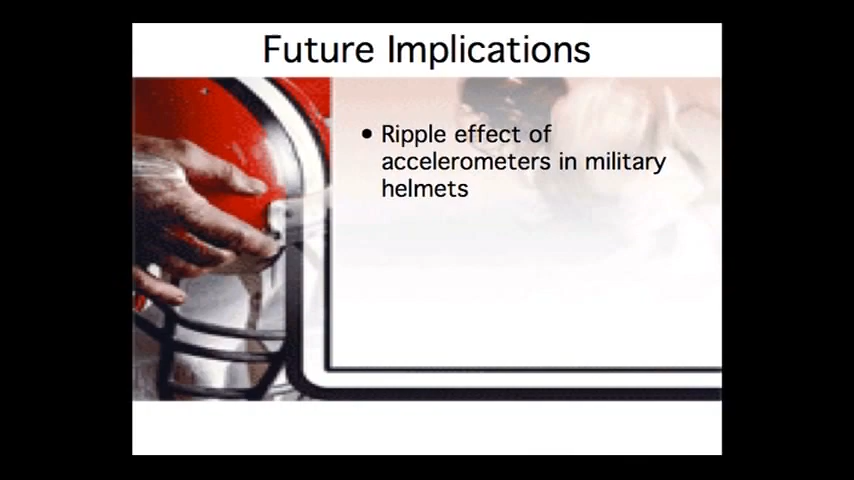 Future Implications
• Ripple effect of
accelerometers in military
helmets